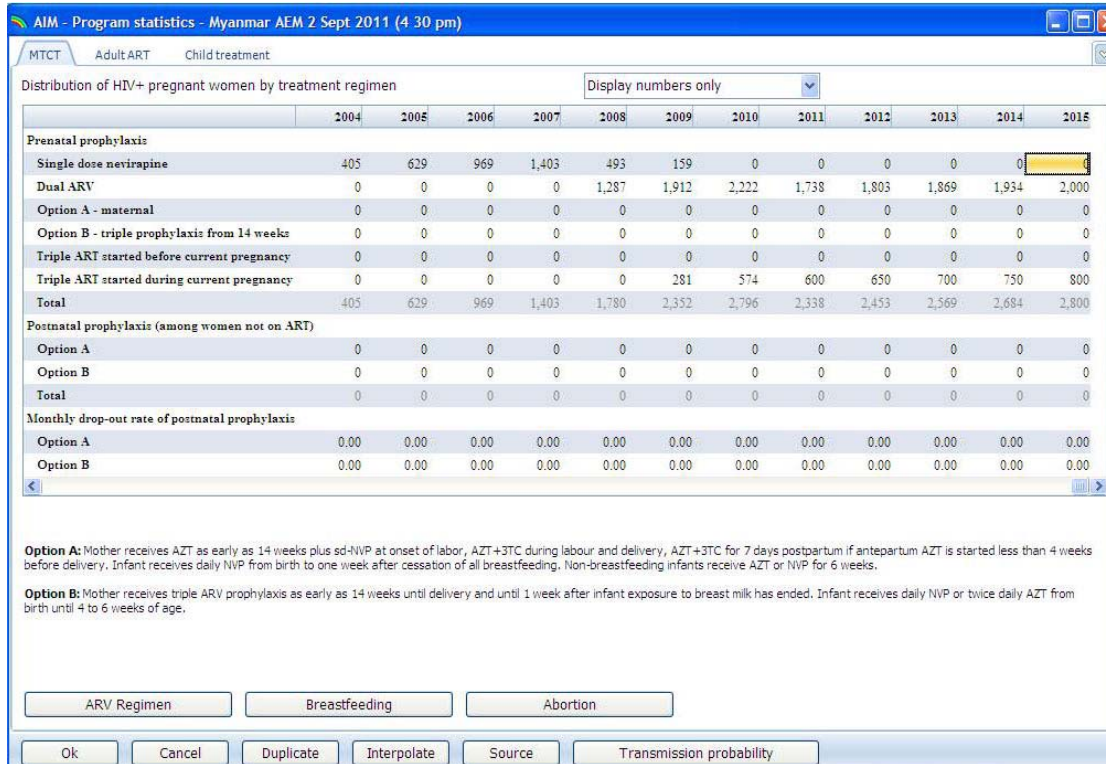 AIM - Program statistics - Myanmar AEM 2 Sept 2011 (4 30 pm)
MTCT Adult ART Child treatment
Distribution of HIV+ pregnant women by treatment regimen Display numbers only
2004 2005 2006 2007 2008 2009 2010 2011 2012 2013 2014 2015
Prenatal prophylaxis
Single dose nevirapine 405 629 969 1,403 493 159 0 0 0 0 0 0
Dual ARV 0 0 0 0 1,287 1,912 2,222 1,738 1,803 1,869 1,934 2,000
Option A - maternal 0 0 0 0 0 0 0 0 0 0 0 0
Option B - triple prophylaxis from 14 weeks 0 0 0 0 0 0 0 0 0 0 0 0
Triple ART started before current pregnancy 0 0 0 0 0 0 0 0 0 0 0 0
Triple ART started during current pregnancy 0 0 0 0 0 281 574 600 650 700 750 800
Total 405 629 969 1,403 1,780 2,352 2,796 2,338 2,453 2,569 2,684 2,800
Postnatal prophylaxis (among women not on ART)
Option A 0 0 0 0 0 0 0 0 0 0 0 0
Option B 0 0 0 0 0 0 0 0 0 0 0 0
Total 0 0 0 0 0 0 0 0 0 0 0 0
Monthly drop-out rate of postnatal prophylaxis
Option A 0.00 0.00 0.00 0.00 0.00 0.00 0.00 0.00 0.00 0.00 0.00 0.00
Option B 0.00 0.00 0.00 0.00 0.00 0.00 0.00 0.00 0.00 0.00 0.00 0.00
Option A: Mother receives AZT as early as 14 weeks plus sd-NVP at onset of labor, AZT+3TC during labour and delivery, AZT+3TC for 7 days postpartum if antepartum AZT is started less than 4 weeks
before delivery. Infant receives daily NVP from birth to one week after cessation of all breastfeeding. Non-breastfeeding infants receive AZT or NVP for 6 weeks.
Option B: Mother receives triple ARV prophylaxis as early as 14 weeks until delivery and until 1 week after infant exposure to breast milk has ended. Infant receives daily NVP or twice daily AZT from
birth until 4 to 6 weeks of age.
ARV Regimen Breastfeeding Abortion
Ok Cancel Duplicate Interpolate Source Transmission probability